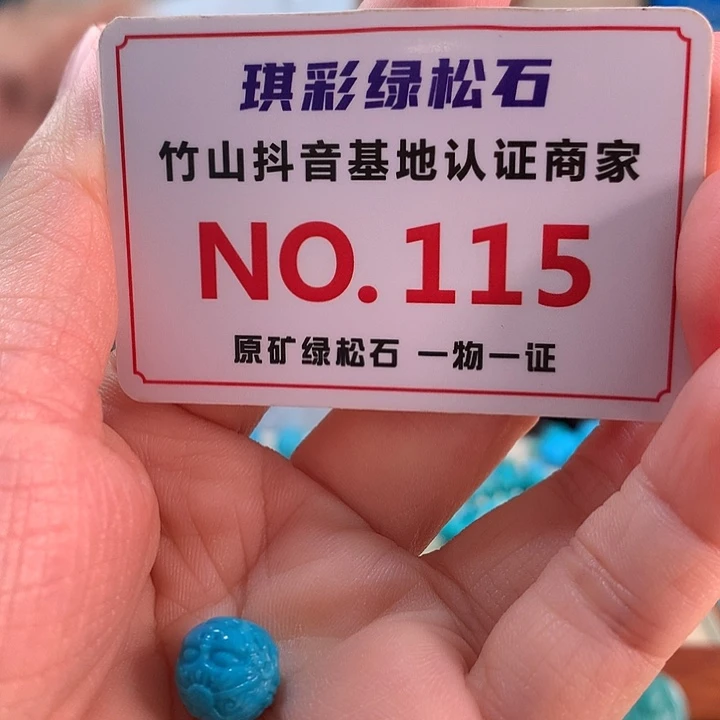 琪彩绿松石
竹山抖音基地认证商家
NO.115
原矿绿松石 一物一证